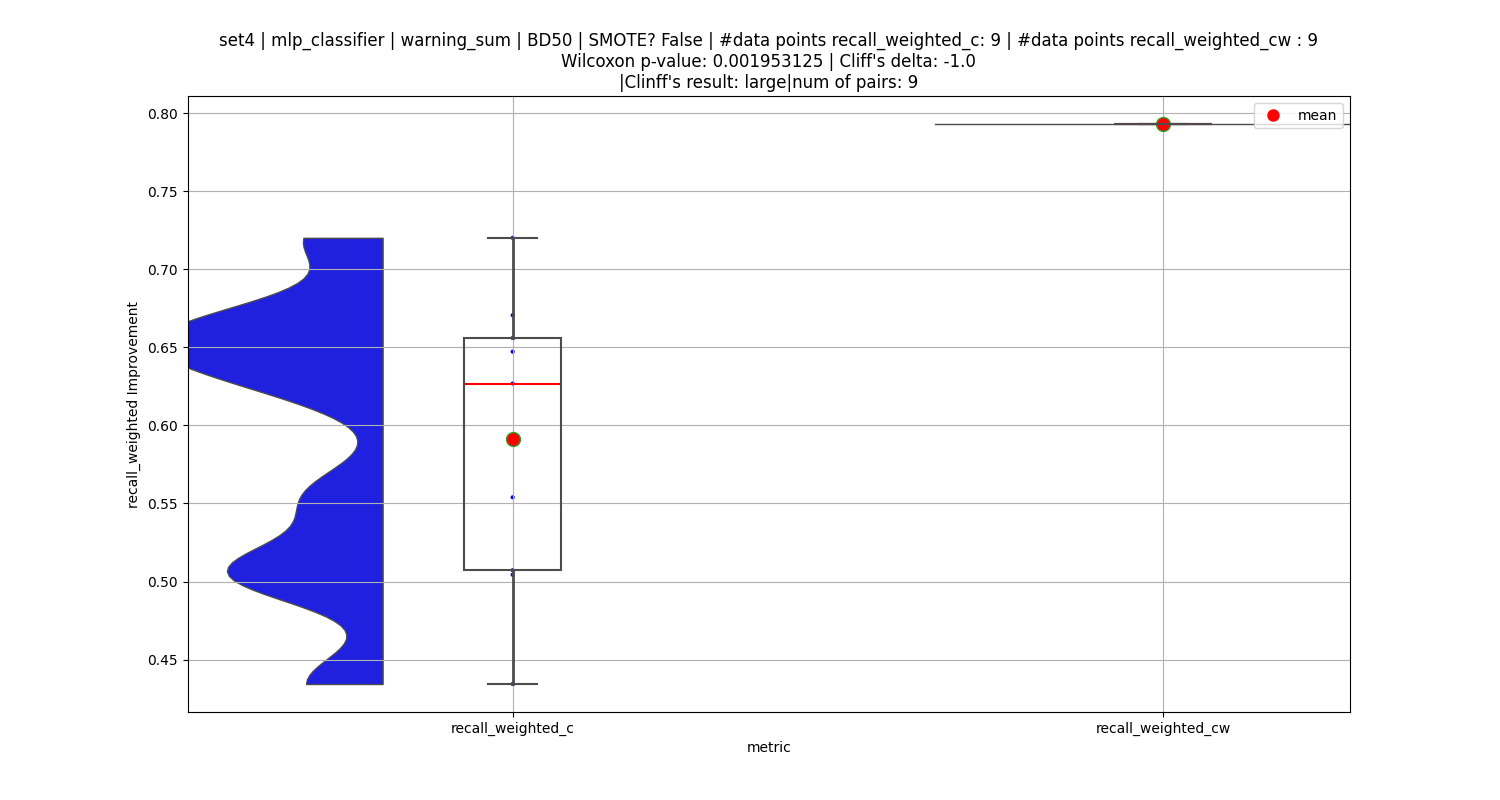 set4 | mlp_classifier | warning_sum | BD50 | SMOTE? False | #data points recall_weighted_c: 9 | #data points recall_weighted_cw : 9
Wilcoxon p-value: 0.001953125 | Cliff's delta: -1.0
|Clinff's result: large|num of pairs: 9
mean
0.80
0.75
0.70
0.65
0.60
0.55
0.50
0.45
recall_weighted Improvement
recall_weighted_c
recall_weighted_cw
metric